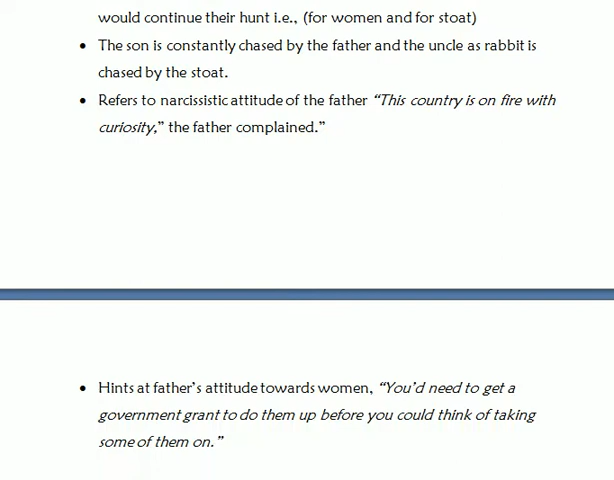 would continue their hunt i.e., (for women and for stoat)
• The son is constantly chased by the father and the uncle as rabbit is
chased by the stoat.
• Refers to narcissistic attitude of the father “This country is on fire with
curiosity,” the father complained.”
• Hints at father’s attitude towards women, “You’d need to get a
government grant to do them up before you could think of taking
some of them on.”